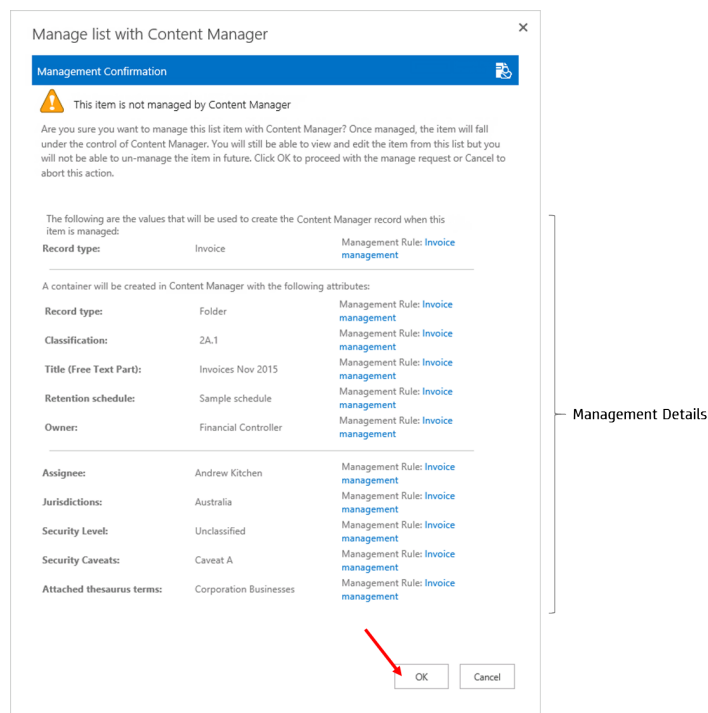 Manage list with Content Manager
Management Confirmation
This item is not managed by Content Manager
Are you sure you want to manage this list item with Content Manager? Once managed, the item will fall
under the control of Content Manager. You will still be able to view and edit the item from this list but you
will not be able to un-manage the item in future. Click OK to proceed with the manage request or Cancel to
abort this action.
The following are the values that will be used to create the Content Manager record when this
item is managed:
Record type: Invoice Management Rule: Invoice
management
A container will be created in Content Manager with the following attributes:
Record type: Folder Management Rule: Invoice
management
Classification: 2A.1 Management Rule: Invoice
management
Title (Free Text Part): Invoices Nov 2015 Management Rule: Invoice
management
Retention schedule: Sample schedule Management Rule: Invoice
management
Owner: Financial Controller Management Rule: Invoice
management
Management Details
Assignee: Andrew Kitchen Management Rule: Invoice
management
Jurisdictions: Australia Management Rule: Invoice
management
Security Level: Unclassified Management Rule: Invoice
management
Security Caveats: Caveat A Management Rule: Invoice
management
Attached thesaurus terms: Corporation Businesses Management Rule: Invoice
management
OK Cancel